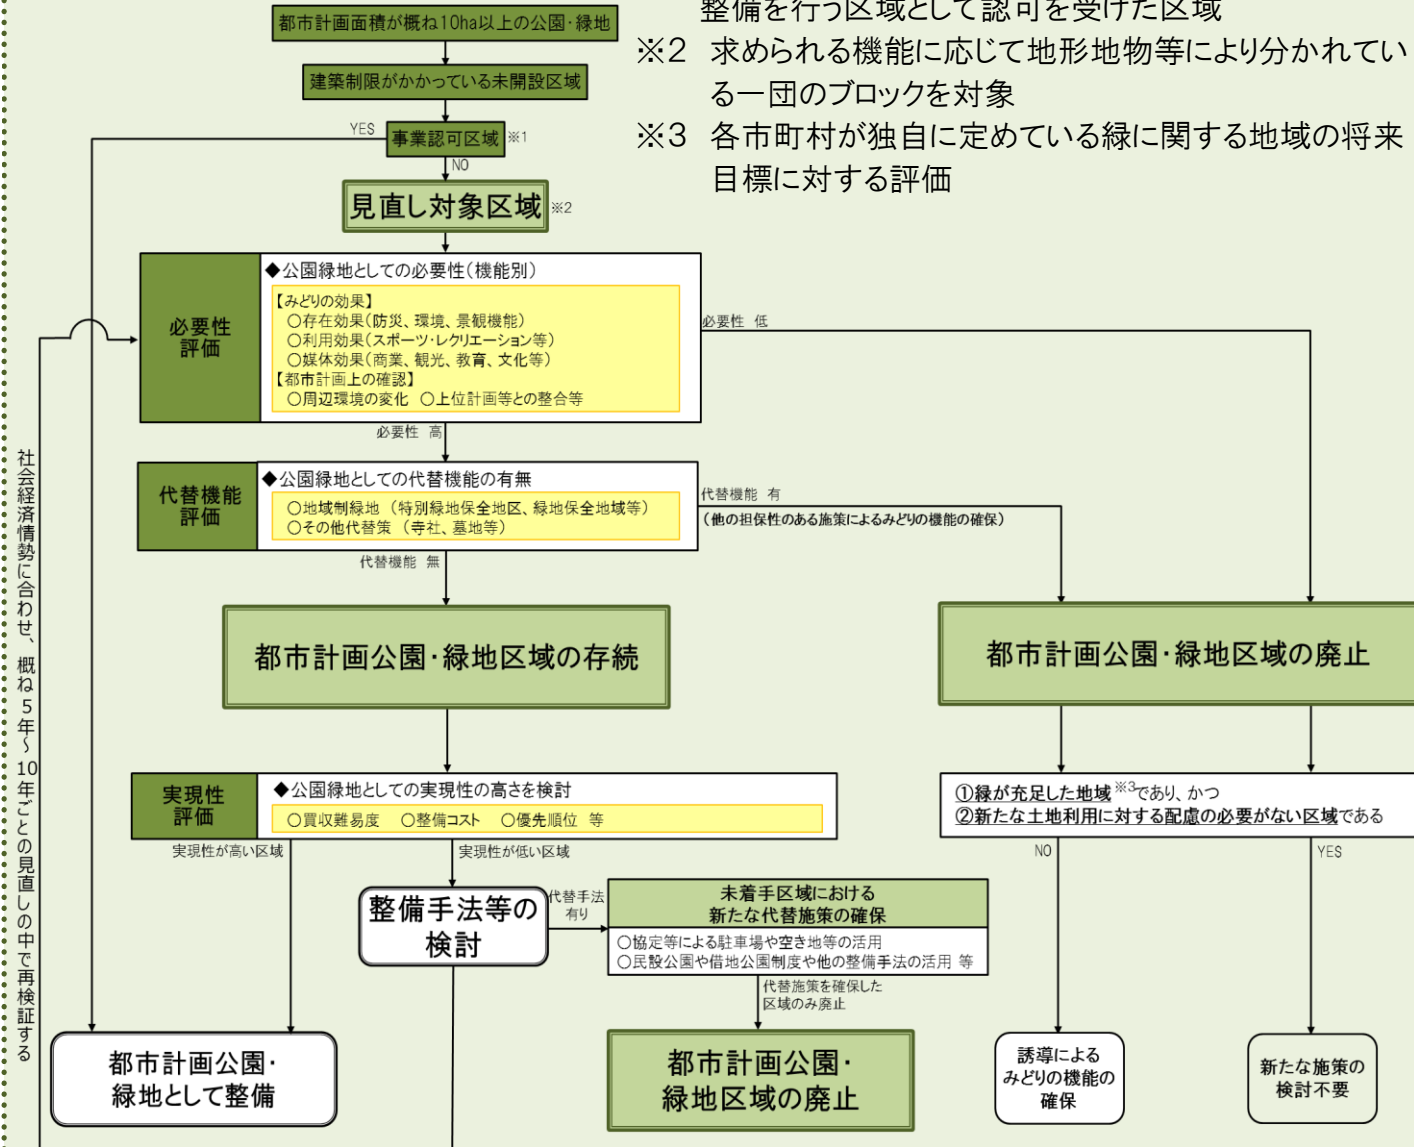 整備を行う区域として認可を受けた区域
※2 求められる機能に応じて地形地物等により分かれてい
る一団のブロックを対象
※3 各市町村が独自に定めている緑に関する地域の将来
目標に対する評価
都市計画面積が概ね10ha以上の公園・緑地
建築制限がかかっている未開設区域
YES
事業認可区域 ※1
NO
見直し対象区域 ※2
必要性
評価
◆公園緑地としての必要性(機能別)
【みどりの効果】
○存在効果(防災、環境、景観機能)
○利用効果(スポーツ・レクリエーション等)
○媒体効果(商業、観光、教育、文化等)
【都市計画上の確認】
○周辺環境の変化 ○上位計画等との整合等
必要性 低
必要性 高
代替機能
評価
◆公園緑地としての代替機能の有無
○地域制緑地 (特別緑地保全地区、緑地保全地域等)
○その他代替策 (寺社、墓地等)
代替機能 有
(他の担保性のある施策によるみどりの機能の確保)
代替機能 無
都市計画公園・緑地区域の存続
都市計画公園・緑地区域の廃止
実現性
評価
◆公園緑地としての実現性の高さを検討
○買収難易度 ○整備コスト ○優先順位 等
①緑が充足した地域※3であり、かつ
②新たな土地利用に対する配慮の必要がない区域である
実現性が高い区域
実現性が低い区域
NO
YES
整備手法等の
検討
代替手法
有り
未着手区域における
新たな代替施策の確保
○協定等による駐車場や空き地等の活用
○民設公園や借地公園制度や他の整備手法の活用 等
代替施策を確保した
区域のみ廃止
都市計画公園・
緑地として整備
都市計画公園・
緑地区域の廃止
誘導による
みどりの機能の
確保
新たな施策の
検討不要
社会経済情勢に合わせ、概ね5年~10年ごとの見直しの中で再検証する